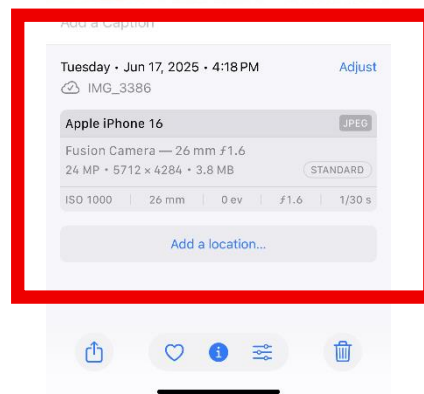 Add a Caption
Tuesday • Jun 17, 2025 • 4:18 PM Adjust
IMG_3386
Apple iPhone 16 JPEG
Fusion Camera — 26 mm ƒ1.6
24 MP • 5712 × 4284 • 3.8 MB STANDARD
ISO 1000 26 mm 0 ev ƒ1.6 1/30 s
Add a location...